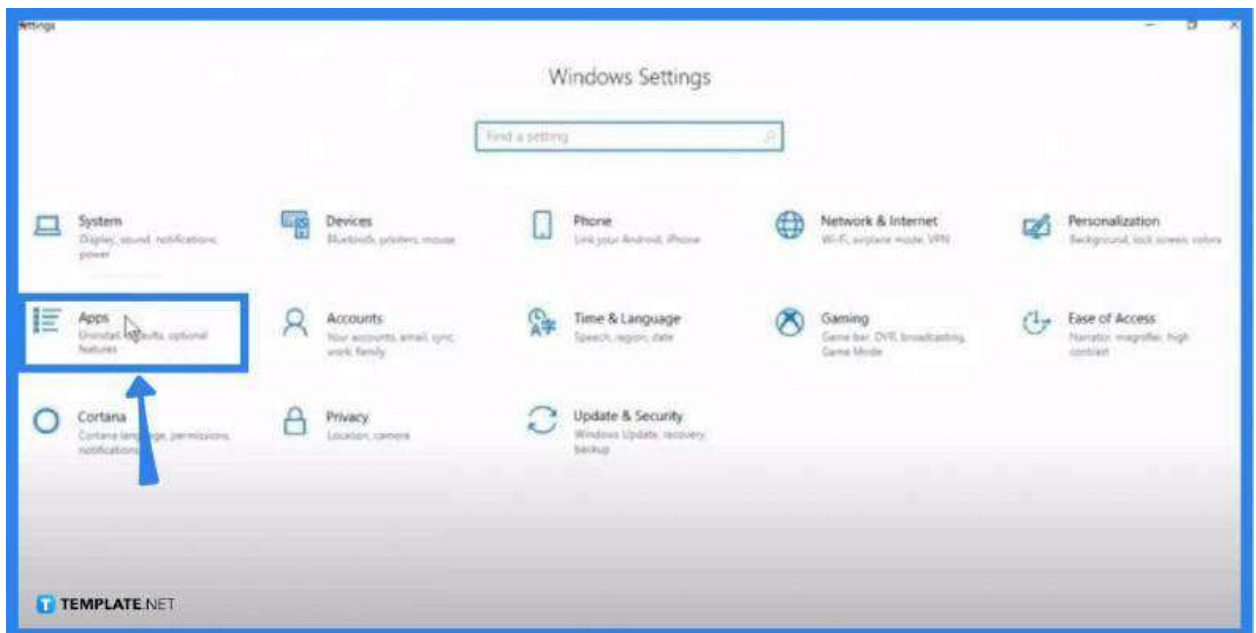 Settings
Windows Settings
Find a setting
System
Display, sound, notifications,
power
Devices
Bluetooth, printers, mouse
Phone
Link your Android, iPhone
Network & Internet
Wi-Fi, airplane mode, VPN
Personalization
Background, lock screen, colors
Apps
Uninstall, defaults, optional
features
Accounts
Your accounts, email, sync,
work, family
Time & Language
Speech, region, date
Gaming
Game bar, DVR, broadcasting,
Game Mode
Ease of Access
Narrator, magnifier, high
contrast
Cortana
Cortana language, permissions,
notifications
Privacy
Location, camera
Update & Security
Windows Update, recovery,
backup
T TEMPLATE.NET